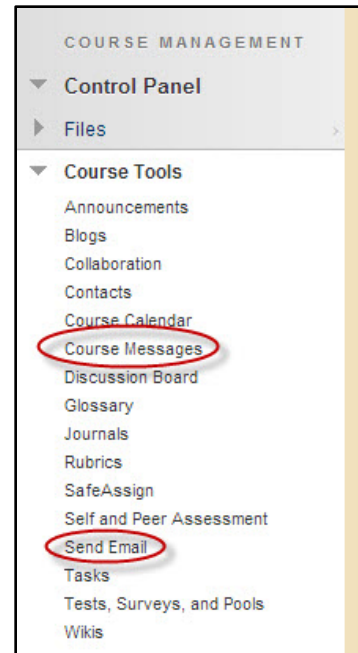 COURSE MANAGEMENT
Control Panel
Files
Course Tools
Announcements
Blogs
Collaboration
Contacts
Course Calendar
Course Messages
Discussion Board
Glossary
Journals
Rubrics
SafeAssign
Self and Peer Assessment
Send Email
Tasks
Tests, Surveys, and Pools
Wikis